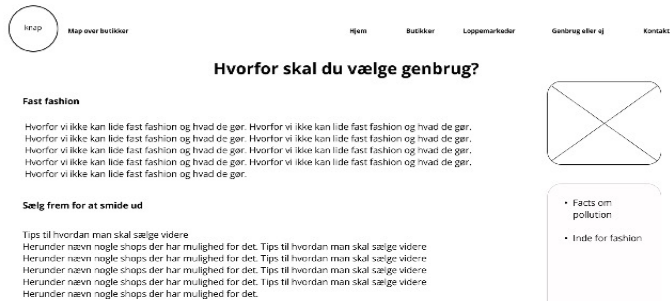 knap
Map over butikker
Hjem
Butikker
Loppemarkeder
Genbrug eller ej
Kontakt
Hvorfor skal du vælge genbrug?
Fast fashion
Hvorfor vi ikke kan lide fast fashion og hvad de gør. Hvorfor vi ikke kan lide fast fashion og hvad de gør.
Hvorfor vi ikke kan lide fast fashion og hvad de gør. Hvorfor vi ikke kan lide fast fashion og hvad de gør.
Hvorfor vi ikke kan lide fast fashion og hvad de gør. Hvorfor vi ikke kan lide fast fashion og hvad de gør.
Hvorfor vi ikke kan lide fast fashion og hvad de gør. Hvorfor vi ikke kan lide fast fashion og hvad de gør.
Hvorfor vi ikke kan lide fast fashion og hvad de gør.
Sælg frem for at smide ud
Tips til hvordan man skal sælge videre
Herunder nævn nogle shops der har mulighed for det. Tips til hvordan man skal sælge videre
Herunder nævn nogle shops der har mulighed for det. Tips til hvordan man skal sælge videre
Herunder nævn nogle shops der har mulighed for det. Tips til hvordan man skal sælge videre
Herunder nævn nogle shops der har mulighed for det. Tips til hvordan man skal sælge videre
Herunder nævn nogle shops der har mulighed for det.
• Facts om
pollution
• Inde for fashion